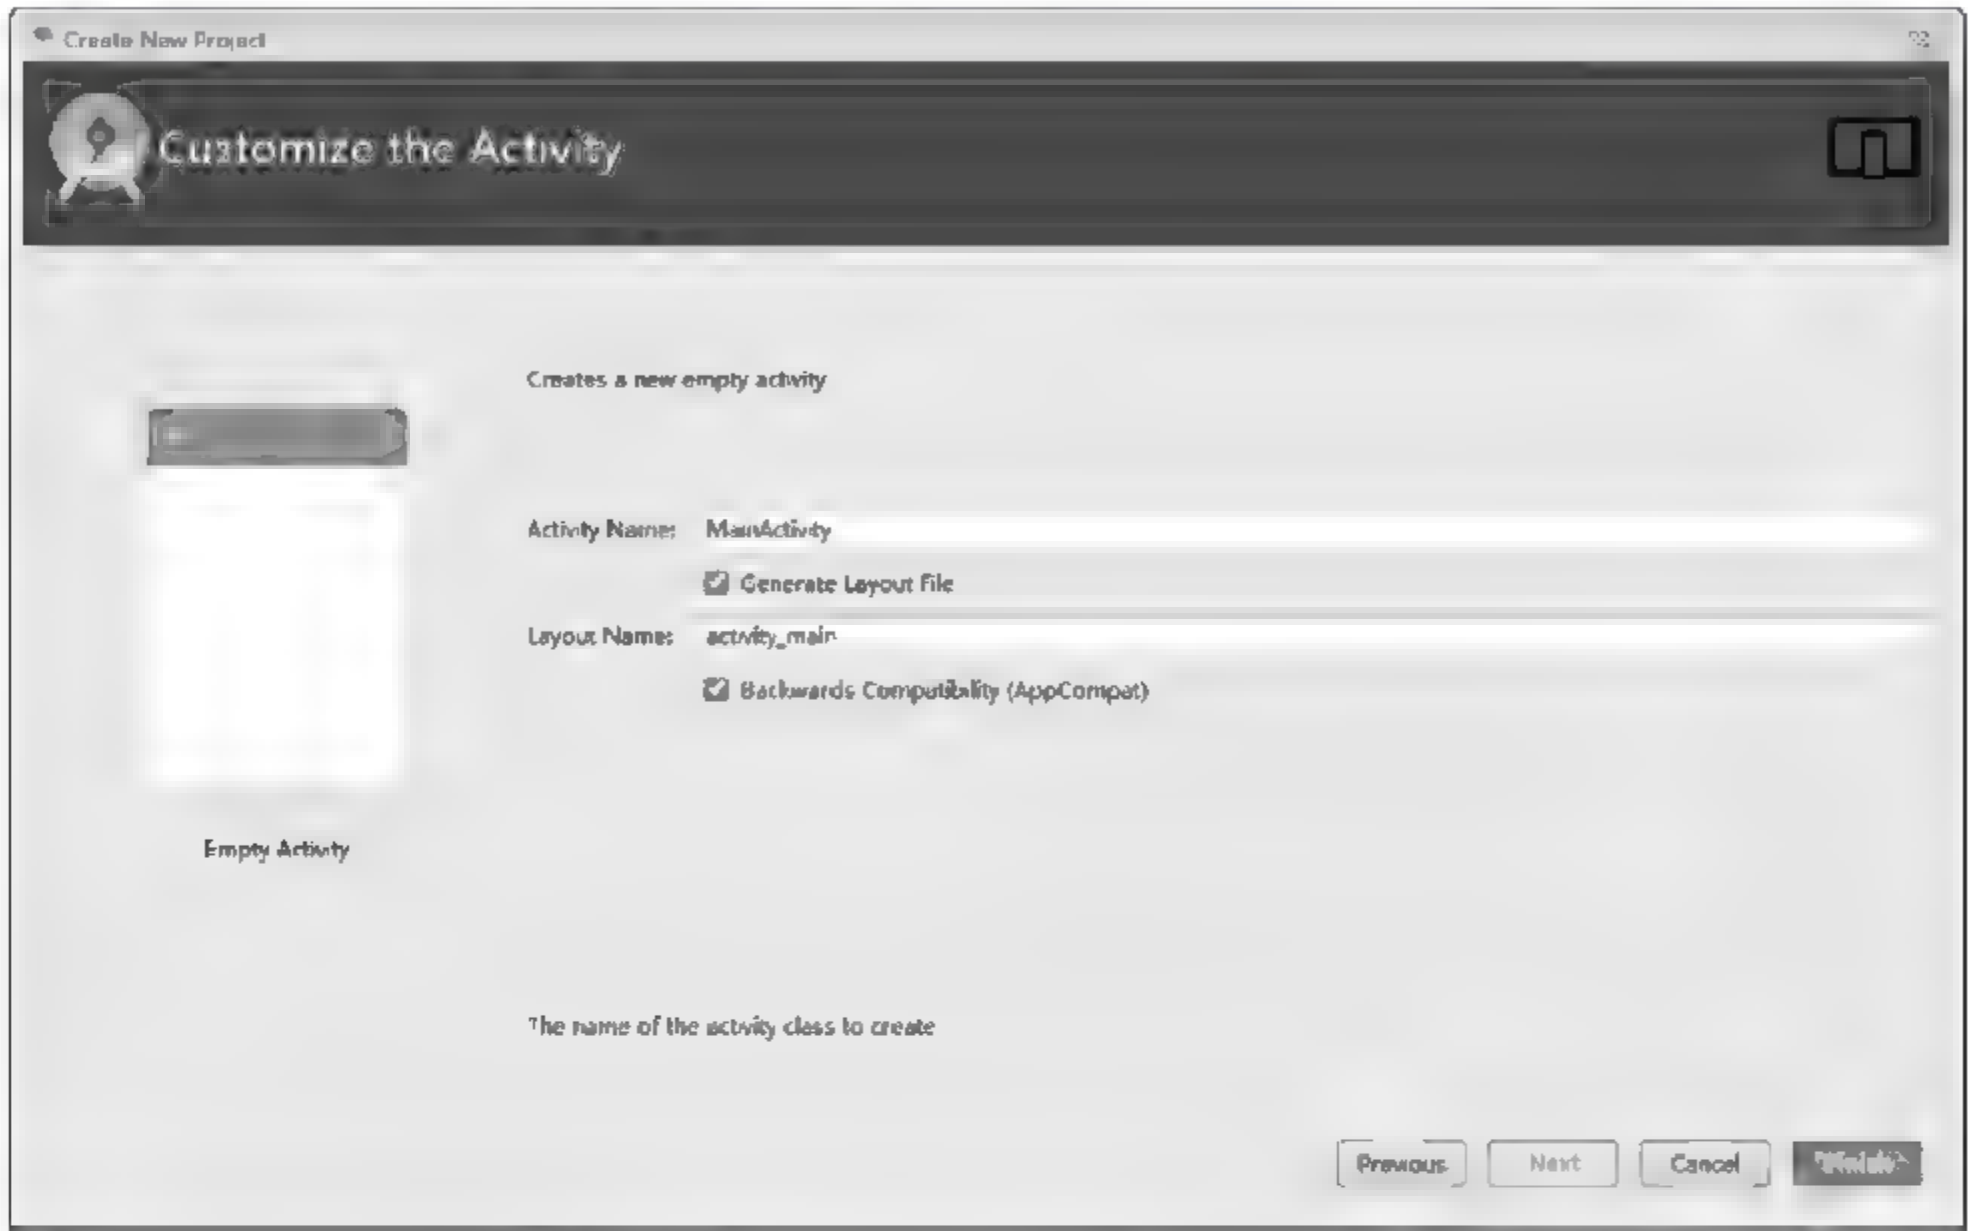 Create New Project
Customize the Activity
Creates a new empty activity
Activity Name: MainActivity
Generate Layout File
Layout Name: activity_main
Backwards Compatibility (AppCompat)
Empty Activity
The name of the activity class to create
Previous Next Cancel Finish